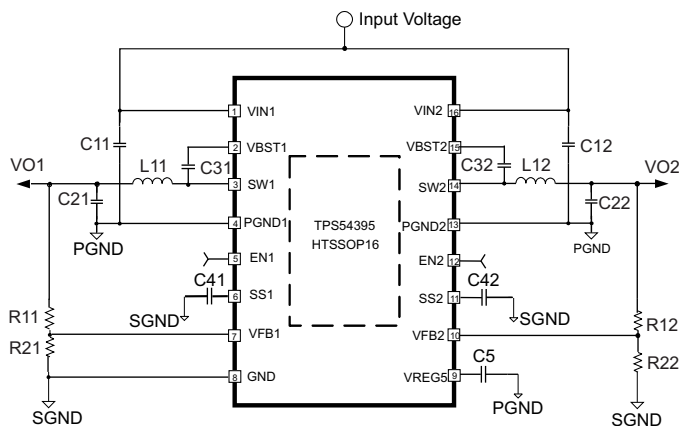 Input Voltage
1 VIN1
VIN2 16
C11
C12
2 VBST1
VBST2 15
VO1
L11
C31
C32
L12
VO2
3 SW1
SW2 14
C21
C22
4 PGND1
PGND2 13
TPS54395
HTSSOP16
PGND
PGND
5 EN1
EN2 12
C41
C42
6 SS1
SS2 11
SGND
SGND
R11
R12
7 VFB1
VFB2 10
R21
R22
C5
8 GND
VREG5 9
SGND
PGND
SGND